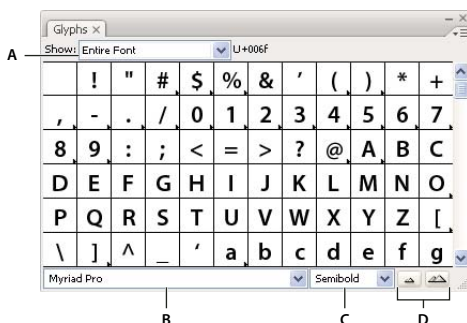 Glyphs ×
A Show: Entire Font U+006f
! " # $ % & ' ( ) * +
, - . / 0 1 2 3 4 5 6 7
8 9 : ; < = > ? @ A B C
D E F G H I J K L M N O
P Q R S T U V W X Y Z [
\ ] ^ _ ‘ a b c d e f g
Myriad Pro Semibold
B C D